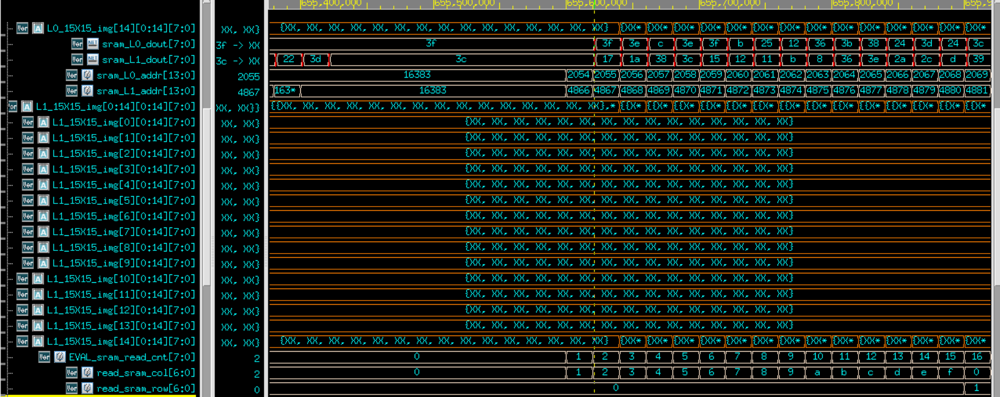 655,400,000 655,500,000 655,600,000 655,700,000 655,800,000 655,9
Ver A L0_15X15_img[14][0:14][7:0] XX, XX} {XX, XX, XX, XX, XX, XX, XX, XX, XX, XX, XX, XX, XX, XX, XX} {XX* {XX* {XX* {XX* {XX* {XX* {XX* {XX* {XX* {XX* {XX* {XX* {XX* {XX*
Ver NET sram_L0_dout[7:0] 3f -> XX 3f 3f 3e c 3e 3f b 25 12 36 3b 38 24 3d 24 3c
Ver NET sram_L1_dout[7:0] 3c -> XX 22 3d 3c 17 1a 38 3c 15 12 11 b 8 36 3e 2a 2c d 39
Ver sram_L0_addr[13:0] 2055 16383 2054 2055 2056 2057 2058 2059 2060 2061 2062 2063 2064 2065 2066 2067 2068 2069
Ver sram_L1_addr[13:0] 4867 163* 16383 4866 4867 4868 4869 4870 4871 4872 4873 4874 4875 4876 4877 4878 4879 4880 4881
er A L1_15X15_img[0:14][0:14][7:0] XX, XX}} {{XX, XX, XX, XX, XX, XX, XX, XX, XX, XX, XX, XX, XX, XX, XX},* {{X* {{X* {{X* {{X* {{X* {{X* {{X* {{X* {{X* {{X* {{X* {{X* {{X* {{X*
Ver A L1_15X15_img[0][0:14][7:0] XX, XX} {XX, XX, XX, XX, XX, XX, XX, XX, XX, XX, XX, XX, XX, XX, XX}
Ver A L1_15X15_img[1][0:14][7:0] XX, XX} {XX, XX, XX, XX, XX, XX, XX, XX, XX, XX, XX, XX, XX, XX, XX}
Ver A L1_15X15_img[2][0:14][7:0] XX, XX} {XX, XX, XX, XX, XX, XX, XX, XX, XX, XX, XX, XX, XX, XX, XX}
Ver A L1_15X15_img[3][0:14][7:0] XX, XX} {XX, XX, XX, XX, XX, XX, XX, XX, XX, XX, XX, XX, XX, XX, XX}
Ver A L1_15X15_img[4][0:14][7:0] XX, XX} {XX, XX, XX, XX, XX, XX, XX, XX, XX, XX, XX, XX, XX, XX, XX}
Ver A L1_15X15_img[5][0:14][7:0] XX, XX} {XX, XX, XX, XX, XX, XX, XX, XX, XX, XX, XX, XX, XX, XX, XX}
Ver A L1_15X15_img[6][0:14][7:0] XX, XX} {XX, XX, XX, XX, XX, XX, XX, XX, XX, XX, XX, XX, XX, XX, XX}
Ver A L1_15X15_img[7][0:14][7:0] XX, XX} {XX, XX, XX, XX, XX, XX, XX, XX, XX, XX, XX, XX, XX, XX, XX}
Ver A L1_15X15_img[8][0:14][7:0] XX, XX} {XX, XX, XX, XX, XX, XX, XX, XX, XX, XX, XX, XX, XX, XX, XX}
Ver A L1_15X15_img[9][0:14][7:0] XX, XX} {XX, XX, XX, XX, XX, XX, XX, XX, XX, XX, XX, XX, XX, XX, XX}
Ver A L1_15X15_img[10][0:14][7:0] XX, XX} {XX, XX, XX, XX, XX, XX, XX, XX, XX, XX, XX, XX, XX, XX, XX}
Ver A L1_15X15_img[11][0:14][7:0] XX, XX} {XX, XX, XX, XX, XX, XX, XX, XX, XX, XX, XX, XX, XX, XX, XX}
Ver A L1_15X15_img[12][0:14][7:0] XX, XX} {XX, XX, XX, XX, XX, XX, XX, XX, XX, XX, XX, XX, XX, XX, XX}
Ver A L1_15X15_img[13][0:14][7:0] XX, XX} {XX, XX, XX, XX, XX, XX, XX, XX, XX, XX, XX, XX, XX, XX, XX}
Ver A L1_15X15_img[14][0:14][7:0] XX, XX} {XX, XX, XX, XX, XX, XX, XX, XX, XX, XX, XX, XX, XX, XX, XX} {XX* {XX* {XX* {XX* {XX* {XX* {XX* {XX* {XX* {XX* {XX* {XX* {XX* {XX*
Ver EVAL_sram_read_cnt[7:0] 2 0 1 2 3 4 5 6 7 8 9 10 11 12 13 14 15 16
Ver read_sram_col[6:0] 2 0 1 2 3 4 5 6 7 8 9 a b c d e f 0
Ver read_sram_row[6:0] 0 0 1